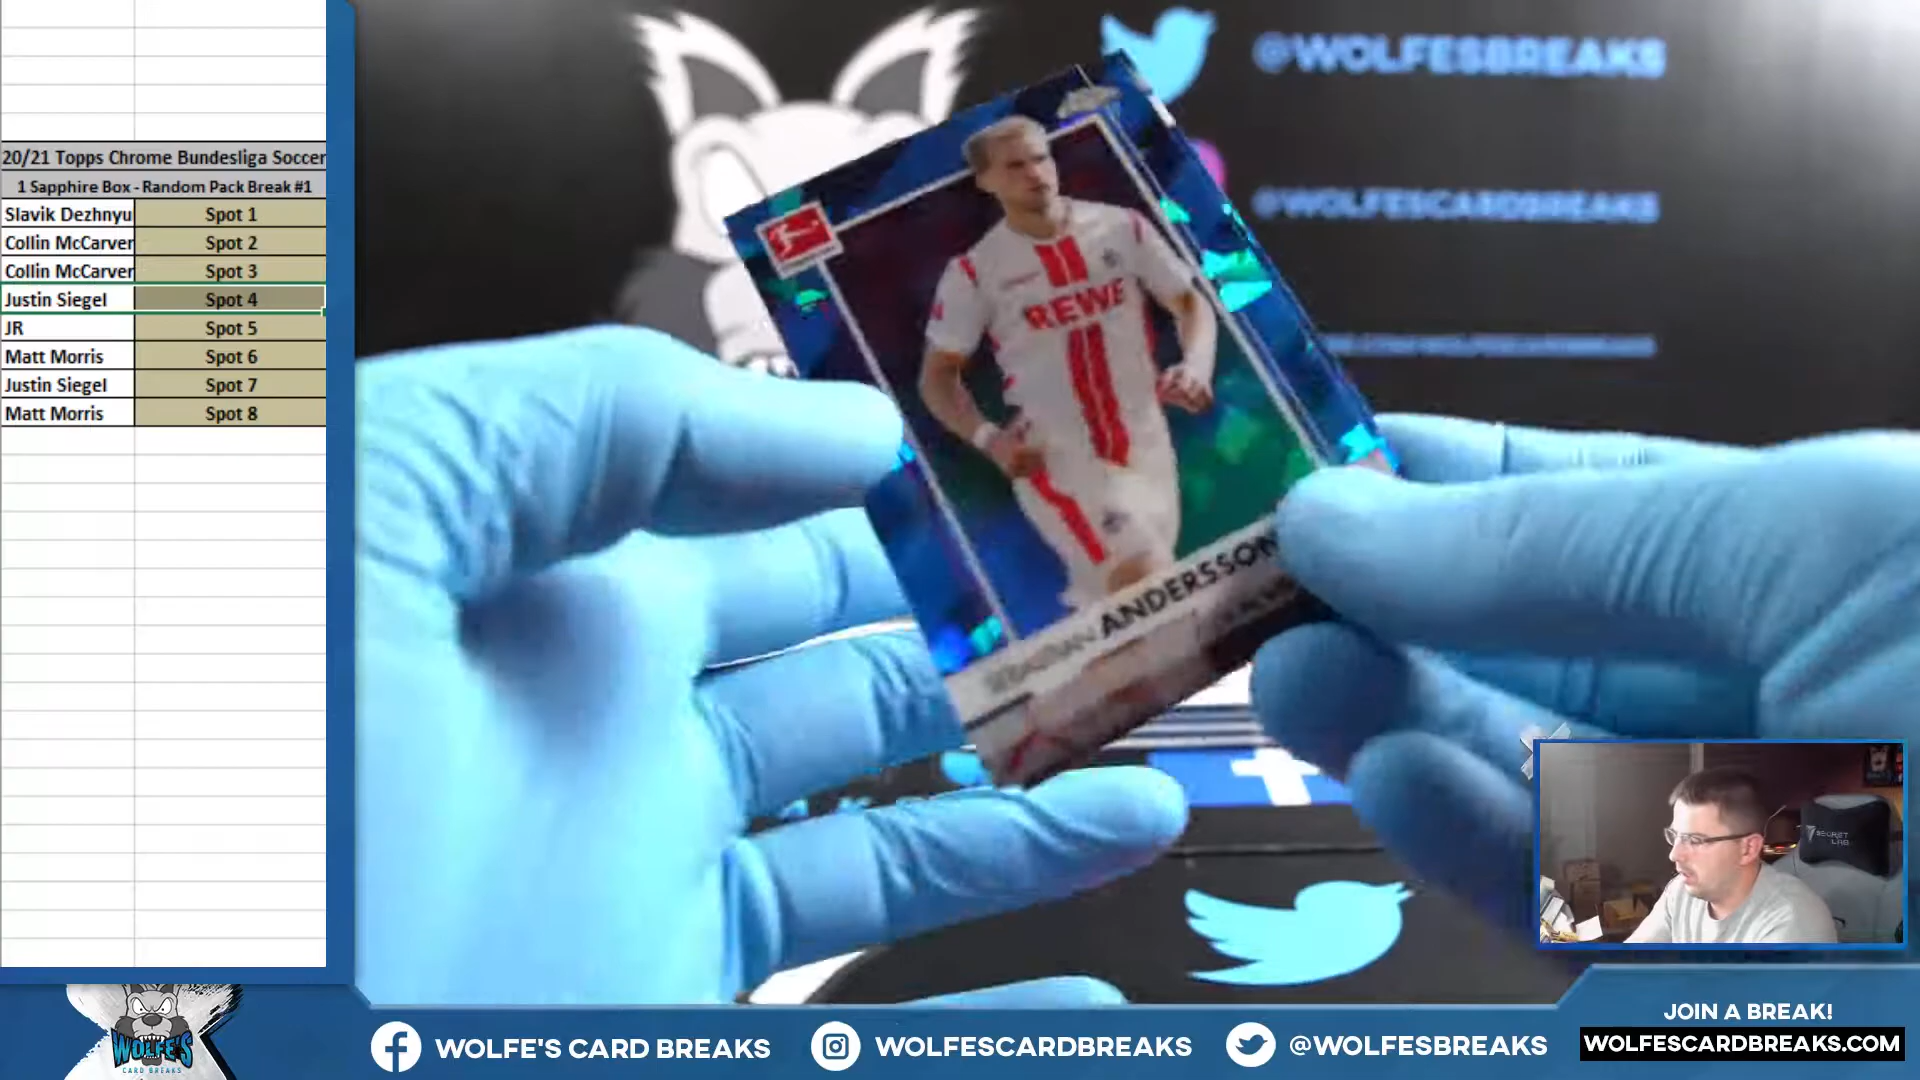 20/21 Topps Chrome Bundesliga Soccer
1 Sapphire Box - Random Pack Break #1
Slavik Dezhnyu Spot 1
Collin McCarver Spot 2
Collin McCarver Spot 3
Justin Siegel Spot 4
JR Spot 5
Matt Morris Spot 6
Justin Siegel Spot 7
Matt Morris Spot 8
@WOLFESBREAKS
@WOLFESCARDBREAKS
REWE
SEBASTIAN ANDERSSON
SECRET
LAB
WOLFE'S
CARD BREAKS
WOLFE'S CARD BREAKS
WOLFESCARDBREAKS
@WOLFESBREAKS
JOIN A BREAK!
WOLFESCARDBREAKS.COM